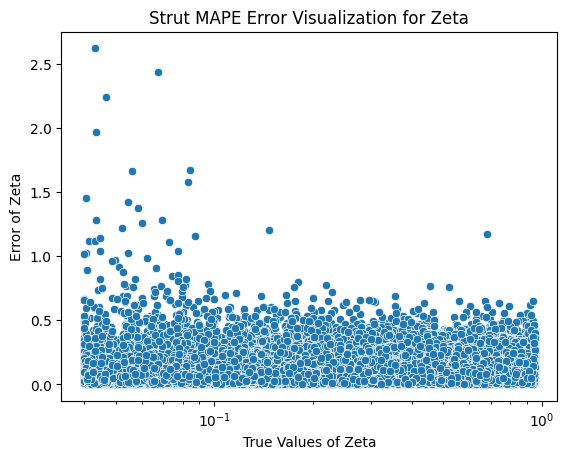 Strut MAPE Error Visualization for Zeta
Error of Zeta
2.5
2.0
1.5
1.0
0.5
0.0
10⁻¹
10⁰
True Values of Zeta